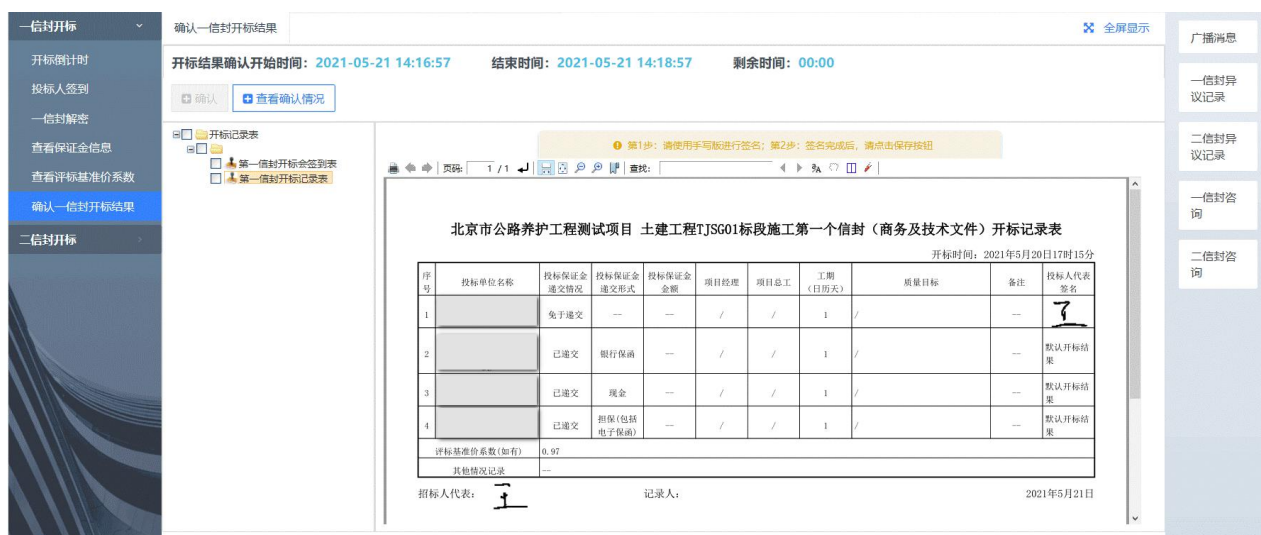 一信封开标
开标倒计时
投标人签到
一信封解密
查看保证金信息
查看评标基准价系数
确认一信封开标结果
二信封开标
确认一信封开标结果
全屏显示
开标结果确认开始时间：2021-05-21 14:16:57 结束时间：2021-05-21 14:18:57 剩余时间：00:00
确认 查看确认情况
开标记录表
第一信封开标会签到表
第一信封开标记录表
第1步：请使用手写版进行签名；第2步：签名完成后，请点击保存按钮
页码： 1 / 1 查找：
北京市公路养护工程测试项目 土建工程TJSG01标段施工第一个信封（商务及技术文件）开标记录表
开标时间：2021年5月20日17时15分
序号 投标单位名称 投标保证金递交情况 投标保证金递交形式 投标保证金金额 项目经理 项目总工 工期（日历天） 质量目标 备注 投标人代表签名
1 免于递交 -- -- / / 1 / --
2 已递交 银行保函 -- / / 1 / -- 默认开标结果
3 已递交 现金 -- / / 1 / -- 默认开标结果
4 已递交 担保(包括电子保函) -- / / 1 / -- 默认开标结果
评标基准价系数(如有) 0.97
其他情况记录 --
招标人代表： 记录人： 2021年5月21日
广播消息
一信封异议记录
二信封异议记录
一信封咨询
二信封咨询